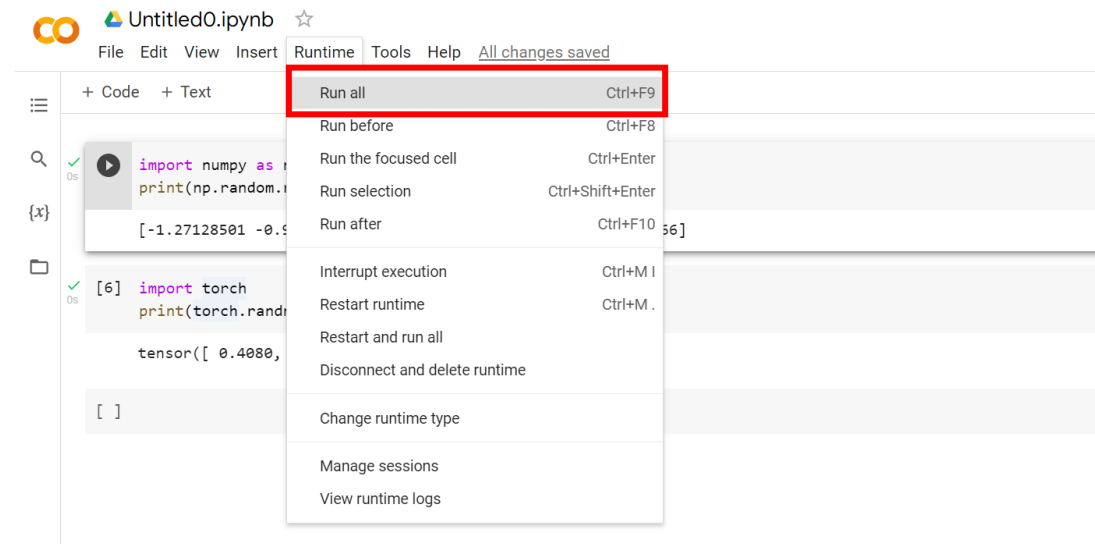 Untitled0.ipynb
File Edit View Insert Runtime Tools Help All changes saved
+ Code + Text
Run all Ctrl+F9
Run before Ctrl+F8
Run the focused cell Ctrl+Enter
Run selection Ctrl+Shift+Enter
Run after Ctrl+F10
Interrupt execution Ctrl+M I
Restart runtime Ctrl+M .
Restart and run all
Disconnect and delete runtime
Change runtime type
Manage sessions
View runtime logs
{x}
0s
import numpy as
print(np.random.
[-1.27128501 -0.9 66]
0s
[6] import torch
print(torch.rand
tensor([ 0.4080,
[ ]